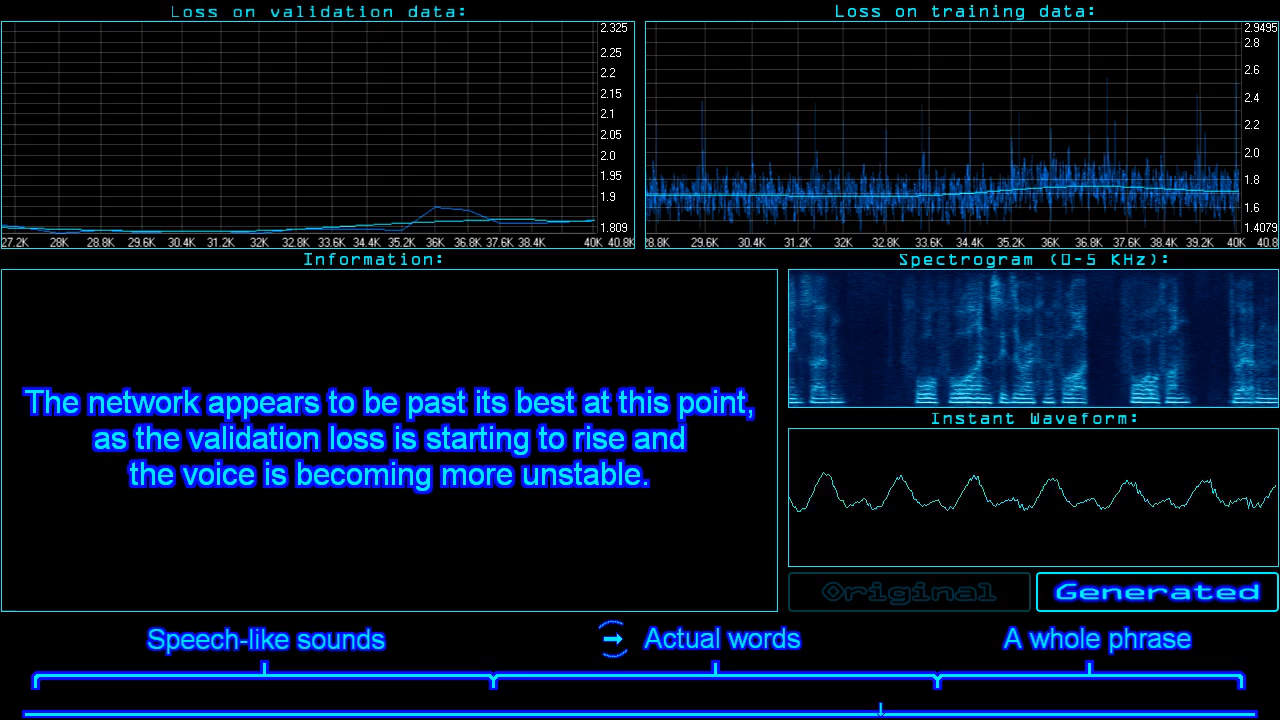 Loss on validation data:
Loss on training data:
2.325
2.25
2.2
2.15
2.1
2.05
2.0
1.95
1.9
1.809
27.2K 28K 28.8K 29.6K 30.4K 31.2K 32K 32.8K 33.6K 34.4K 35.2K 36K 36.8K 37.6K 38.4K 40K 40.8K
2.9495
2.8
2.6
2.4
2.2
2.0
1.8
1.6
1.4079
28.8K 29.6K 30.4K 31.2K 32K 32.8K 33.6K 34.4K 35.2K 36K 36.8K 37.6K 38.4K 39.2K 40K 40.8
Information:
Spectrogram (0-5 KHz):
The network appears to be past its best at this point,
as the validation loss is starting to rise and
the voice is becoming more unstable.
Instant Waveform:
Original
Generated
Speech-like sounds
→ Actual words
A whole phrase